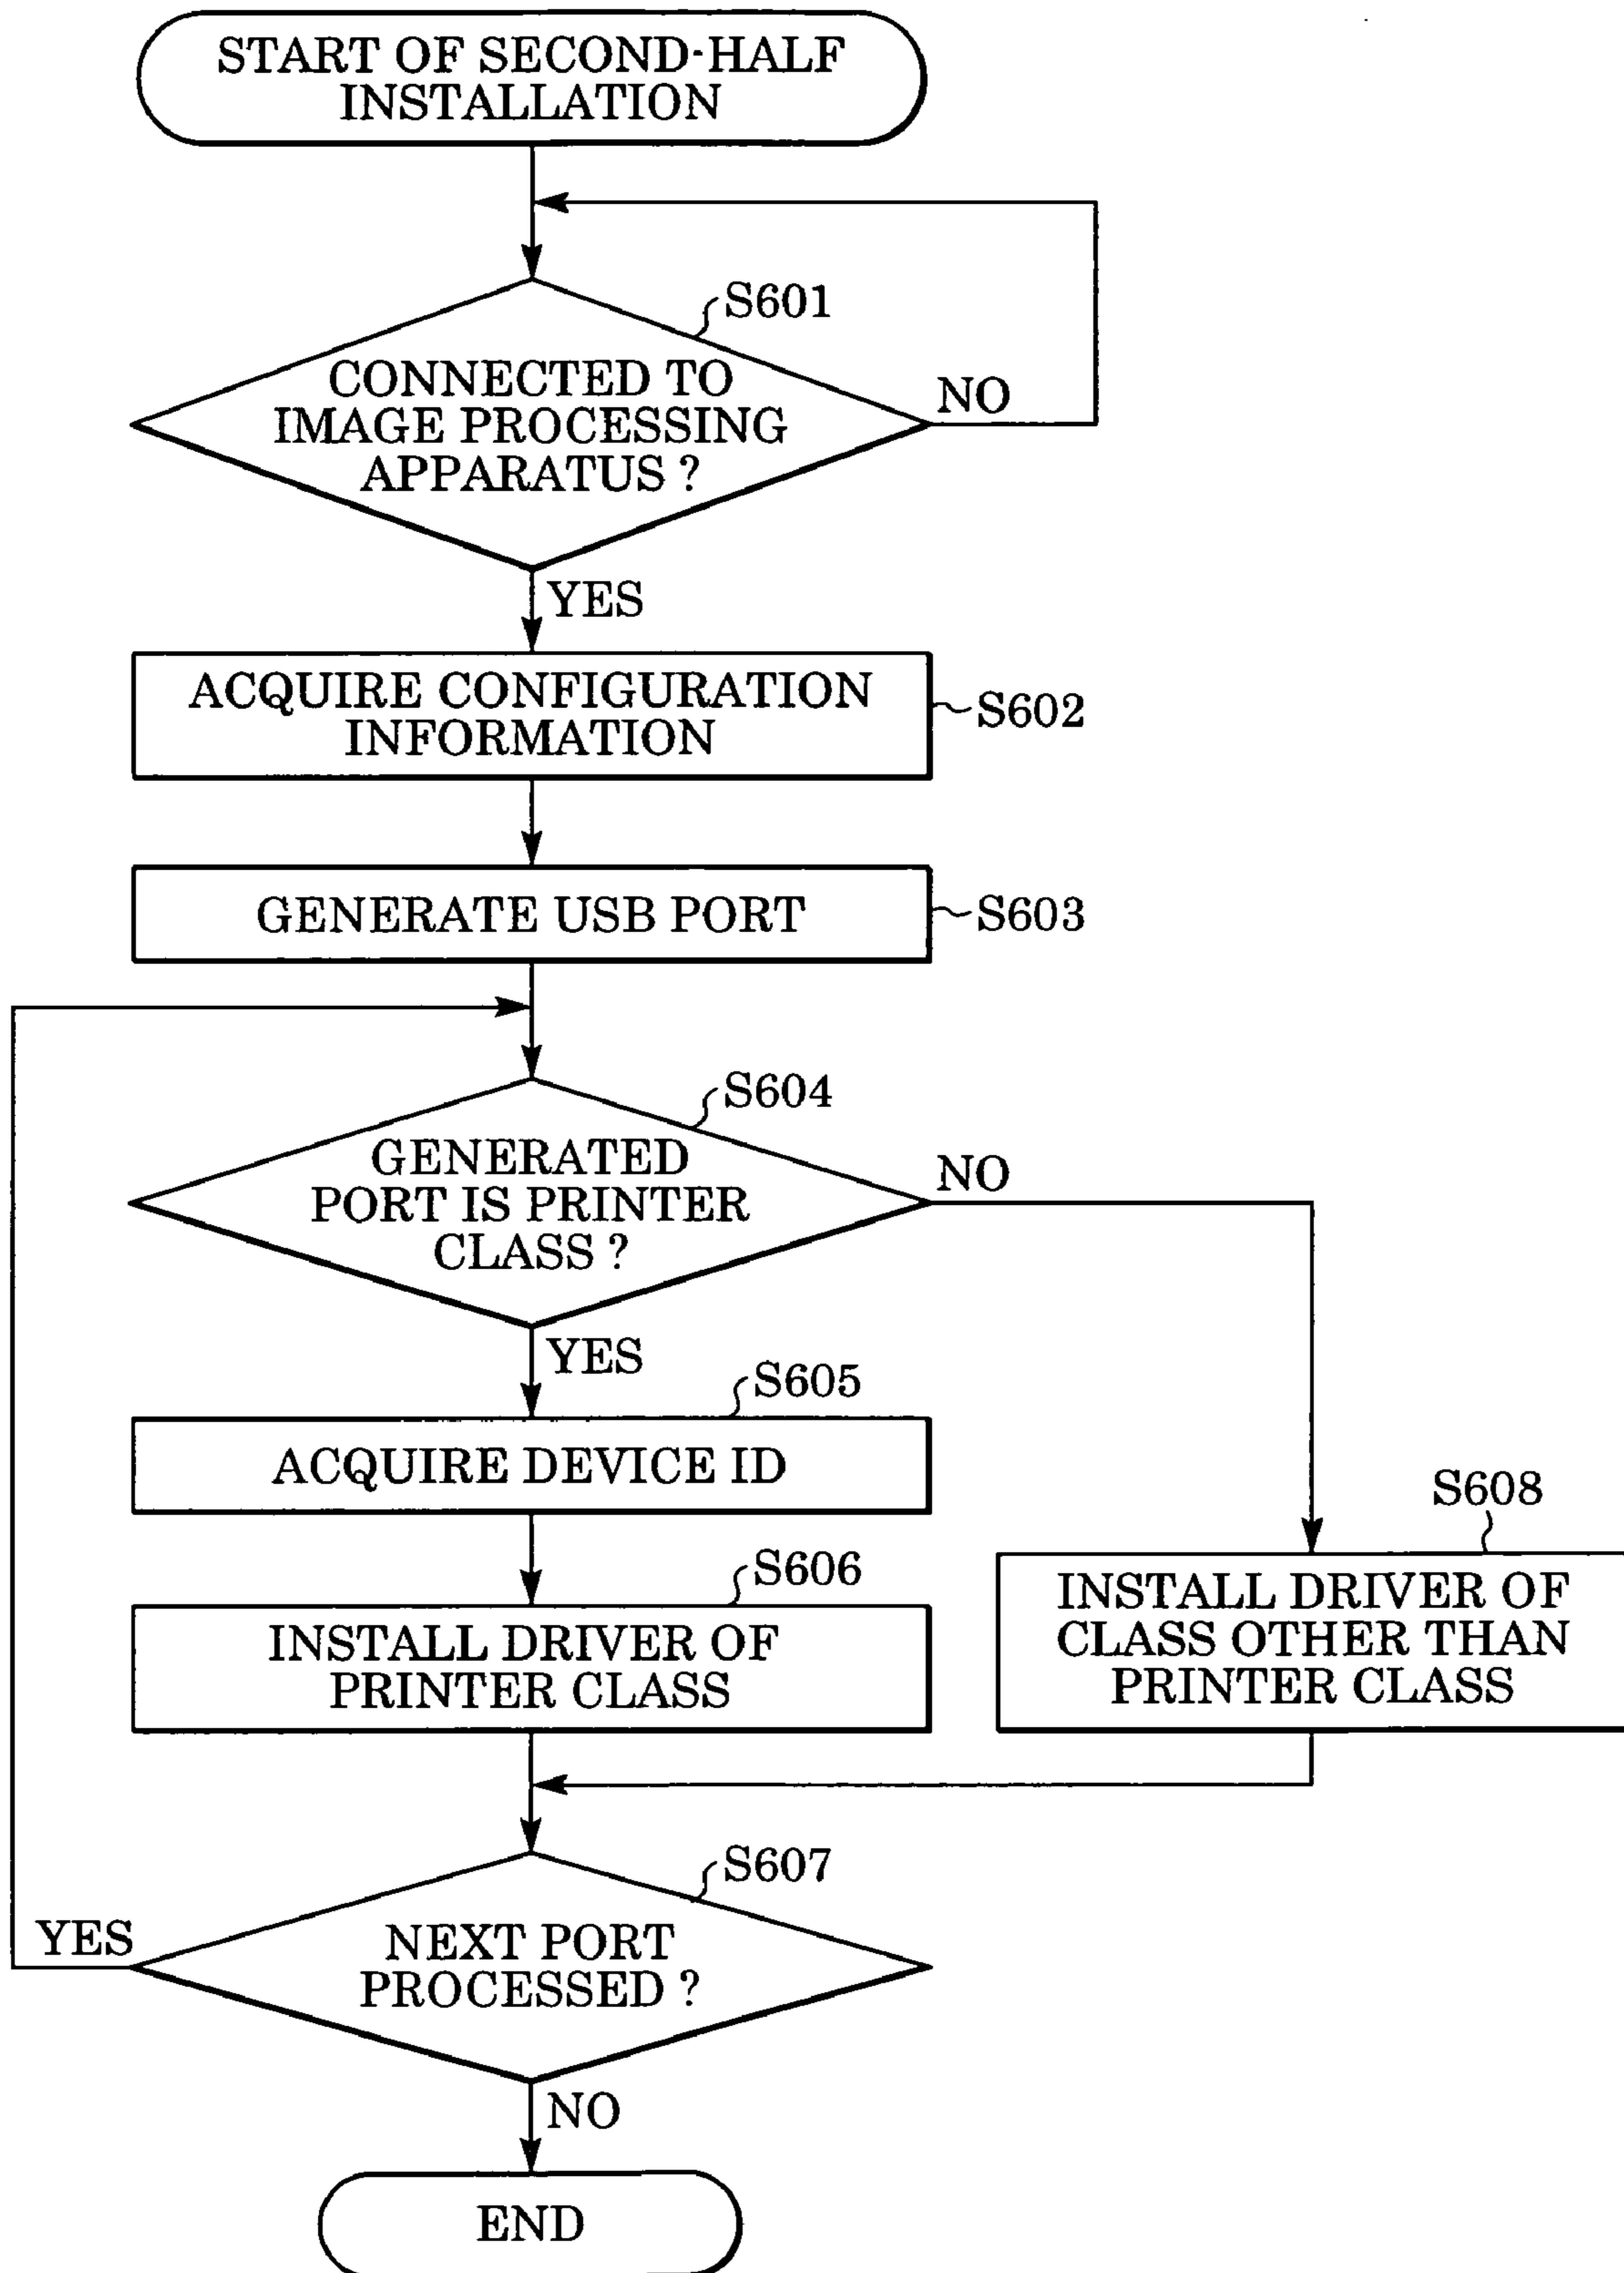 START OF SECOND-HALF
INSTALLATION
S601
CONNECTED TO
IMAGE PROCESSING
APPARATUS ?
NO
YES
ACQUIRE CONFIGURATION
INFORMATION
S602
GENERATE USB PORT
S603
S604
GENERATED
PORT IS PRINTER
CLASS ?
NO
YES
S605
ACQUIRE DEVICE ID
S606
INSTALL DRIVER OF
PRINTER CLASS
S608
INSTALL DRIVER OF
CLASS OTHER THAN
PRINTER CLASS
S607
NEXT PORT
PROCESSED ?
YES
NO
END